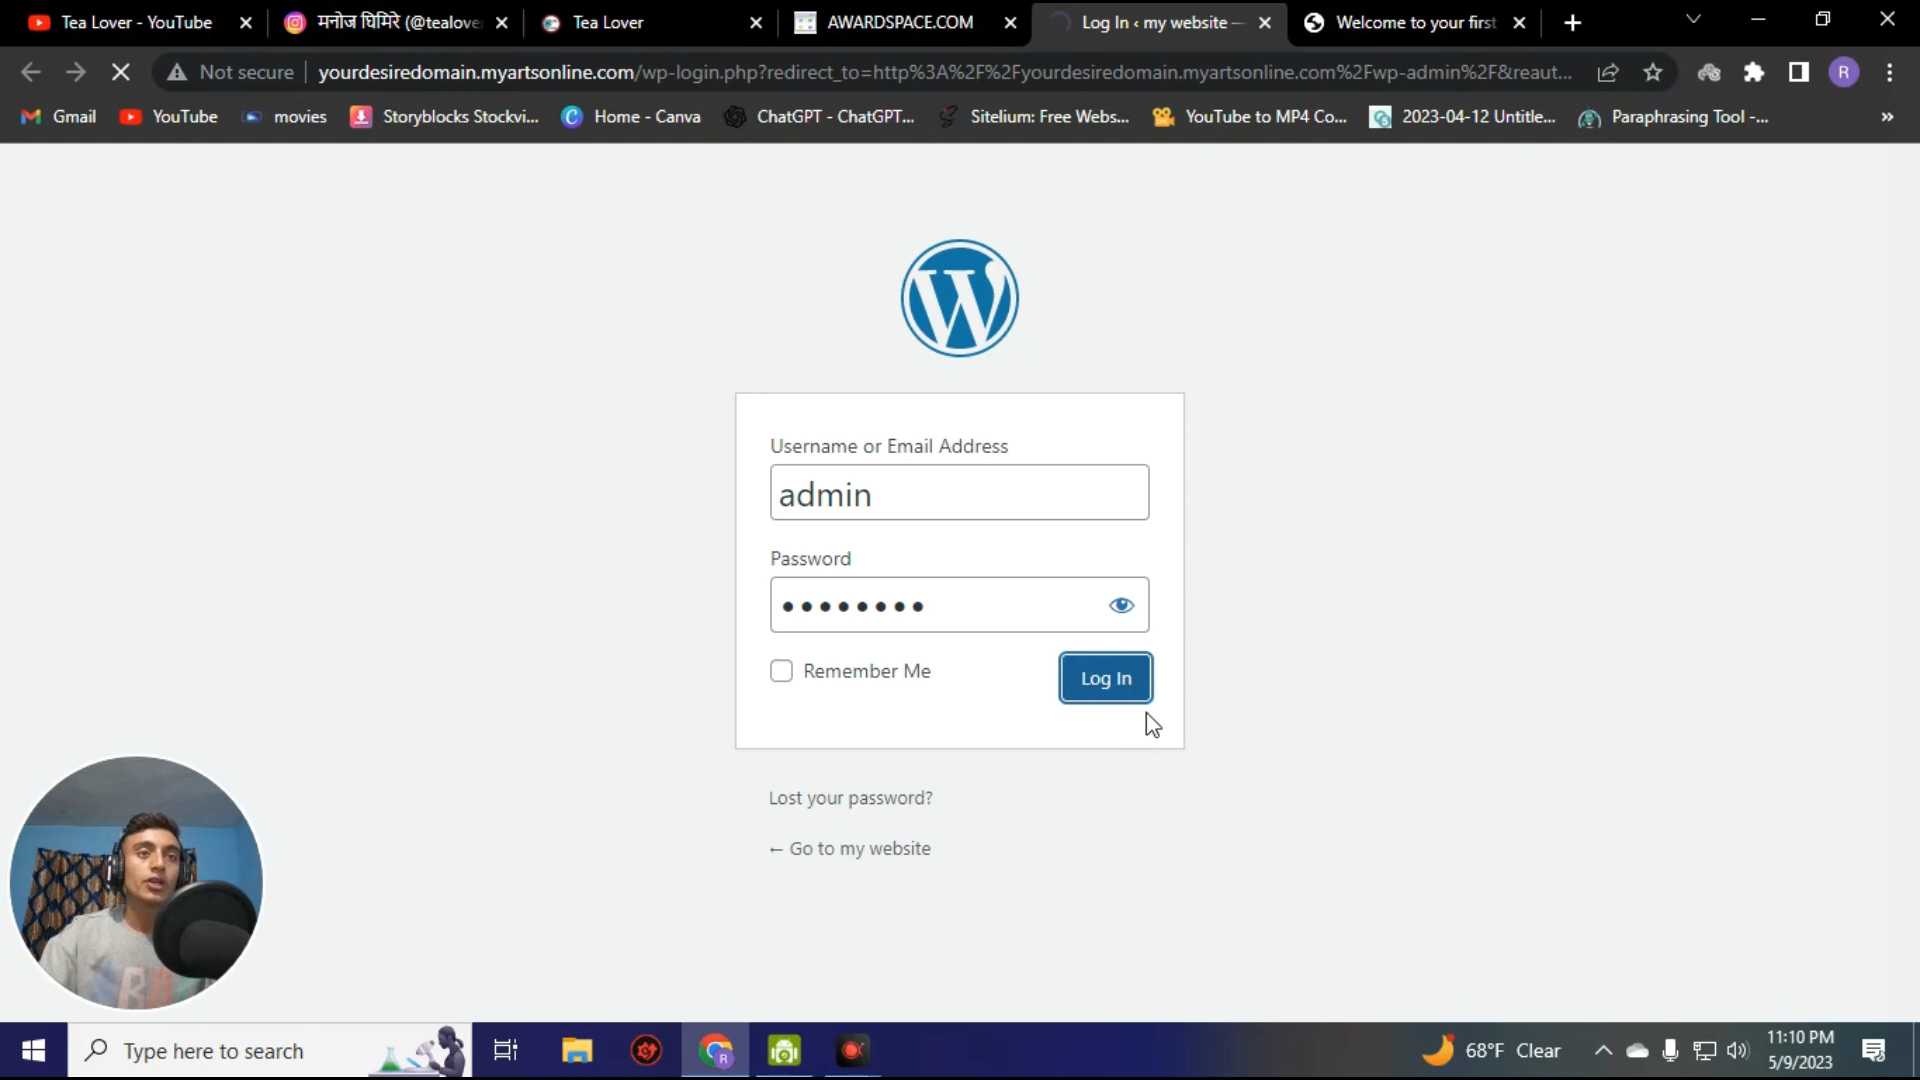 Tea Lover - YouTube
मनोज घिमिरे (@tealove
Tea Lover
AWARDSPACE.COM
Log In ‹ my website —
Welcome to your first
Not secure
yourdesiredomain.myartsonline.com/wp-login.php?redirect_to=http%3A%2F%2Fyourdesiredomain.myartsonline.com%2Fwp-admin%2F&reaut...
R
Gmail
YouTube
movies
Storyblocks Stockvi...
Home - Canva
ChatGPT - ChatGPT...
Sitelium: Free Webs...
YouTube to MP4 Co...
2023-04-12 Untitle...
Paraphrasing Tool -...
»
Username or Email Address
admin
Password
Remember Me
Log In
Lost your password?
← Go to my website
Type here to search
68°F Clear
11:10 PM
5/9/2023